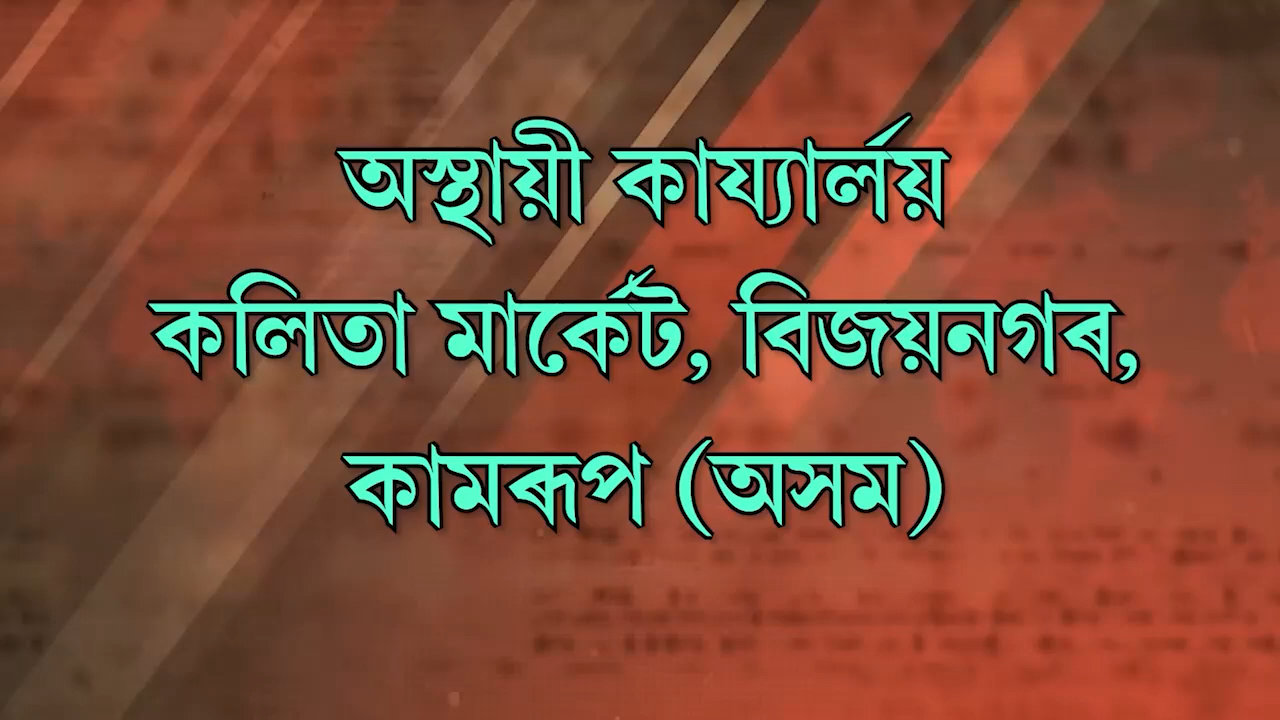 অস্থায়ী কায্যাৰ্লয়
কলিতা মাৰ্কেট, বিজয়নগৰ,
কামৰূপ (অসম)